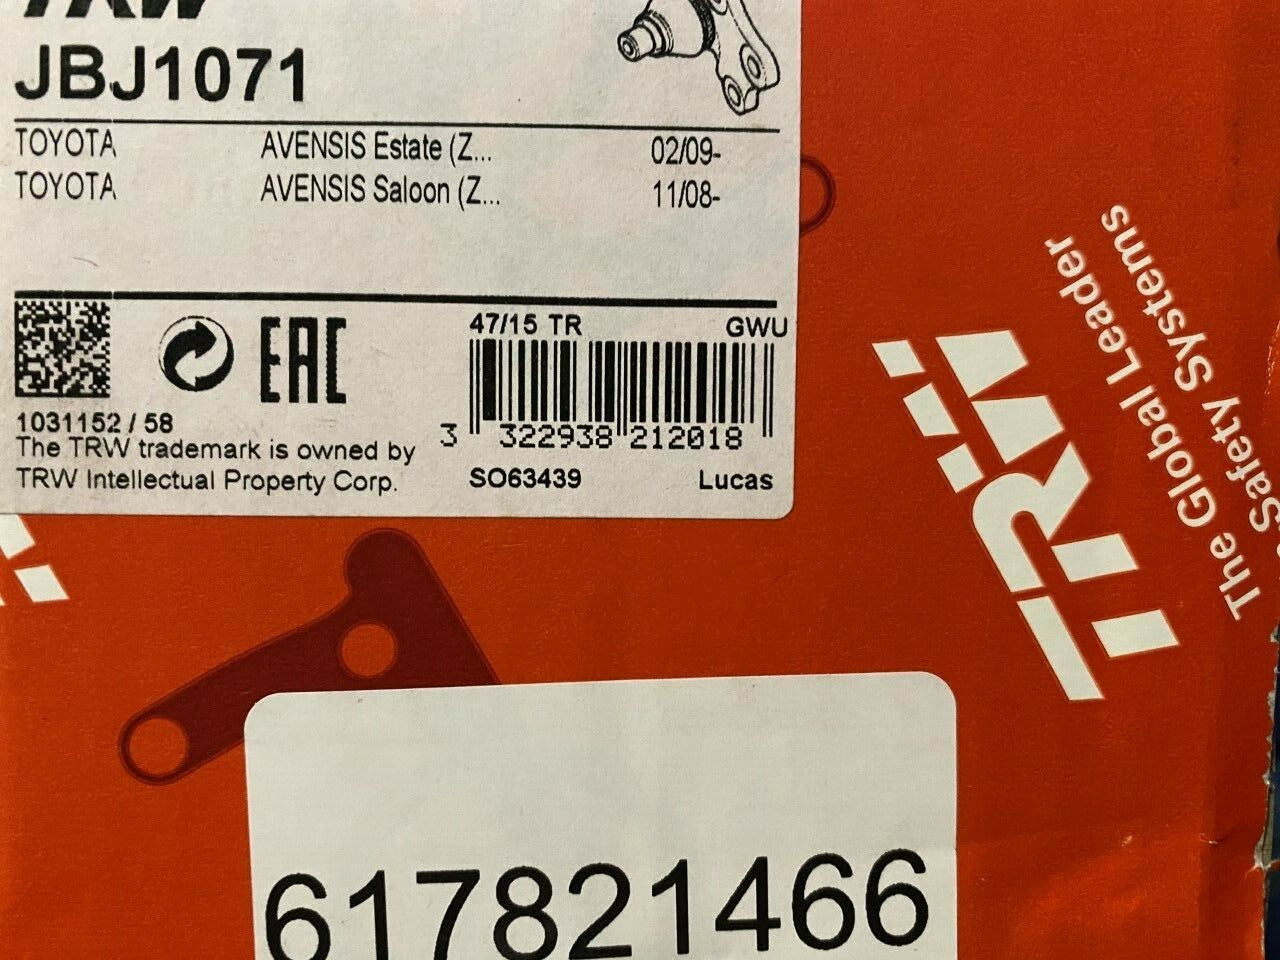 TRW
JBJ1071
TOYOTA AVENSIS Estate (Z... 02/09-
TOYOTA AVENSIS Saloon (Z... 11/08-
EAC
47/15 TR GWU
1031152 / 58
3 322938 212018
The TRW trademark is owned by
TRW Intellectual Property Corp.
SO63439 Lucas
TRW
The Global Leader
Safety Systems
617821466